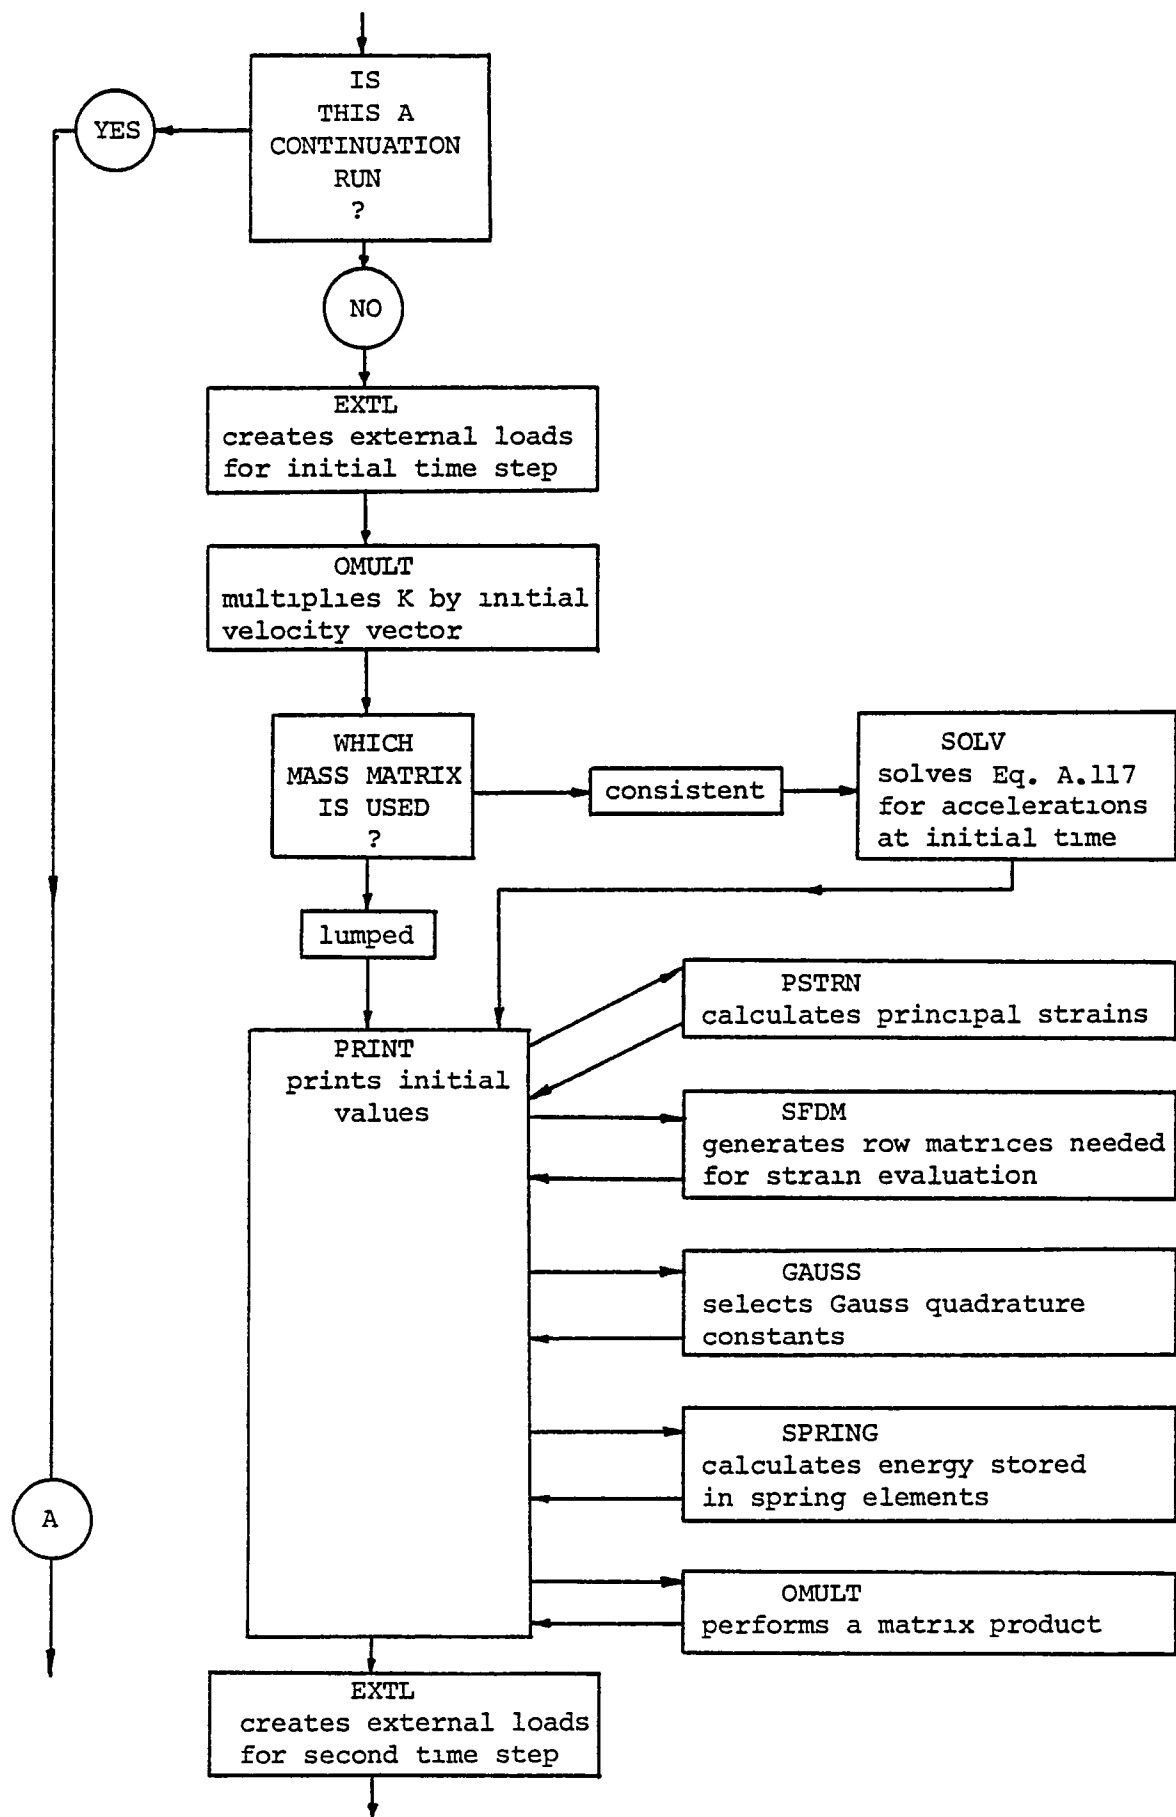 IS
THIS A
CONTINUATION
RUN
?
YES
NO
EXTL
creates external loads
for initial time step
OMULT
multiplies K by initial
velocity vector
WHICH
MASS MATRIX
IS USED
?
consistent
SOLV
solves Eq. A.117
for accelerations
at initial time
lumped
PRINT
prints initial
values
PSTRN
calculates principal strains
SFDM
generates row matrices needed
for strain evaluation
GAUSS
selects Gauss quadrature
constants
SPRING
calculates energy stored
in spring elements
A
OMULT
performs a matrix product
EXTL
creates external loads
for second time step